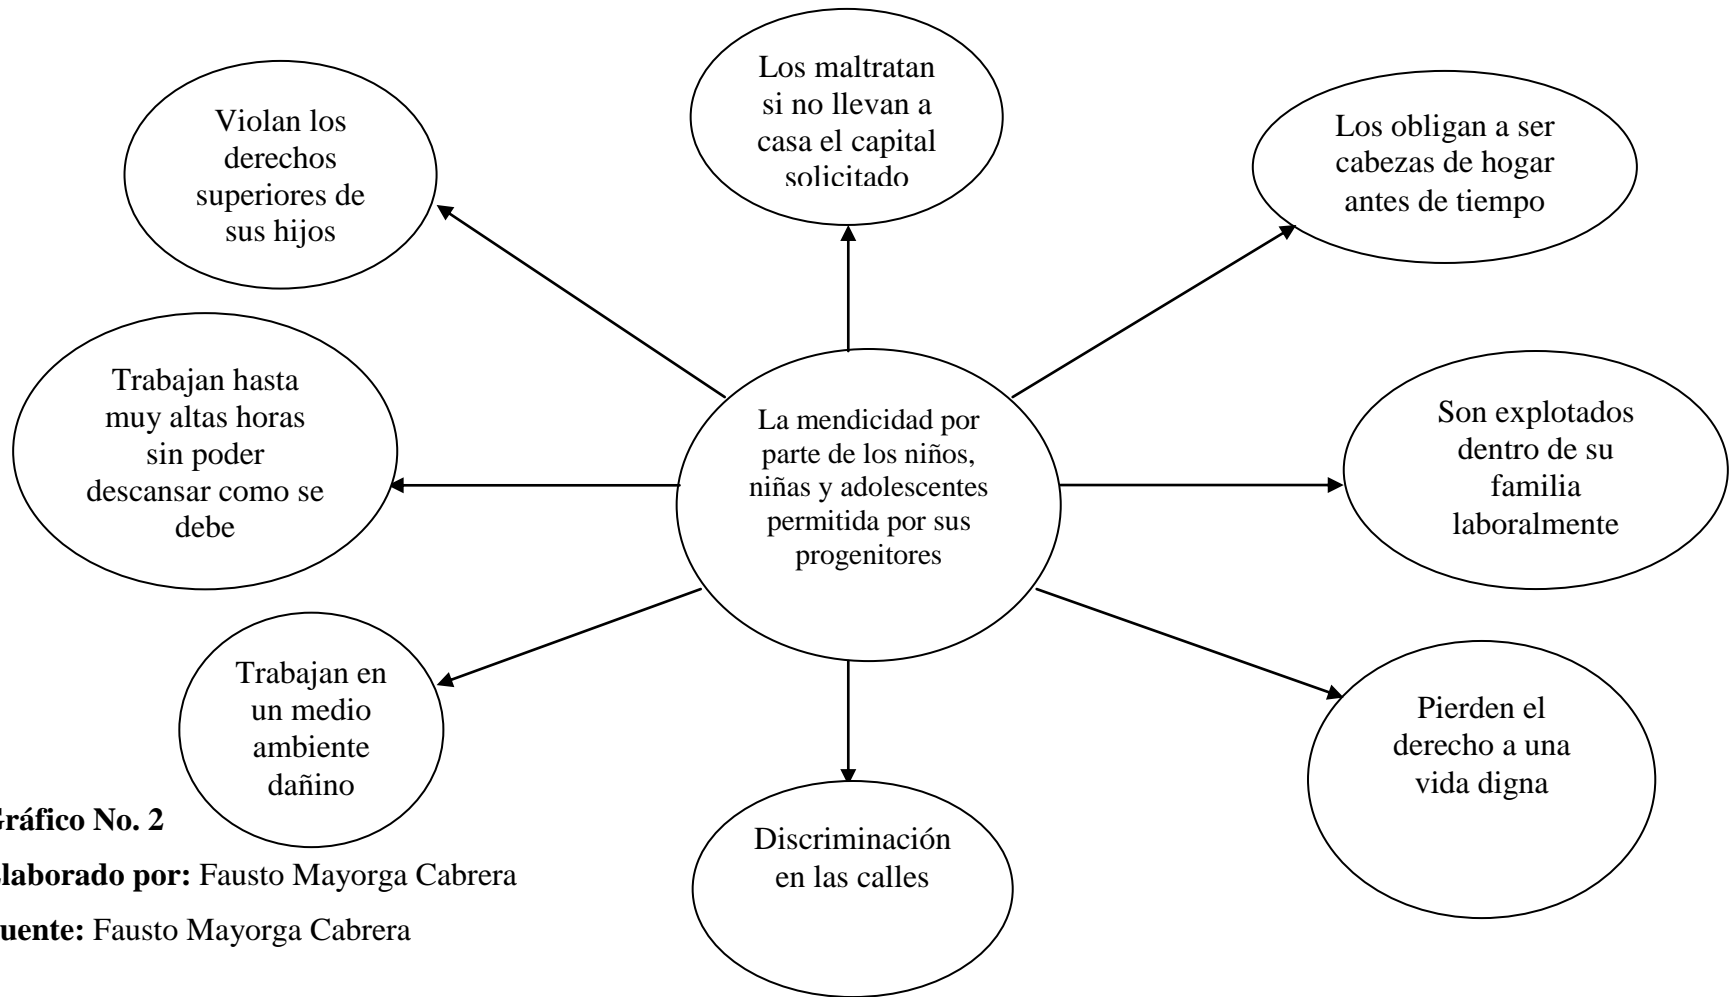 Los maltratan
si no llevan a
casa el capital
solicitado
Violan los
derechos
superiores de
sus hijos
Los obligan a ser
cabezas de hogar
antes de tiempo
Trabajan hasta
muy altas horas
sin poder
descansar como se
debe
La mendicidad por
parte de los niños,
niñas y adolescentes
permitida por sus
progenitores
Son explotados
dentro de su
familia
laboralmente
Trabajan en
un medio
ambiente
dañino
Pierden el
derecho a una
vida digna
Discriminación
en las calles
Gráfico No. 2
laborado por: Fausto Mayorga Cabrera
uente: Fausto Mayorga Cabrera